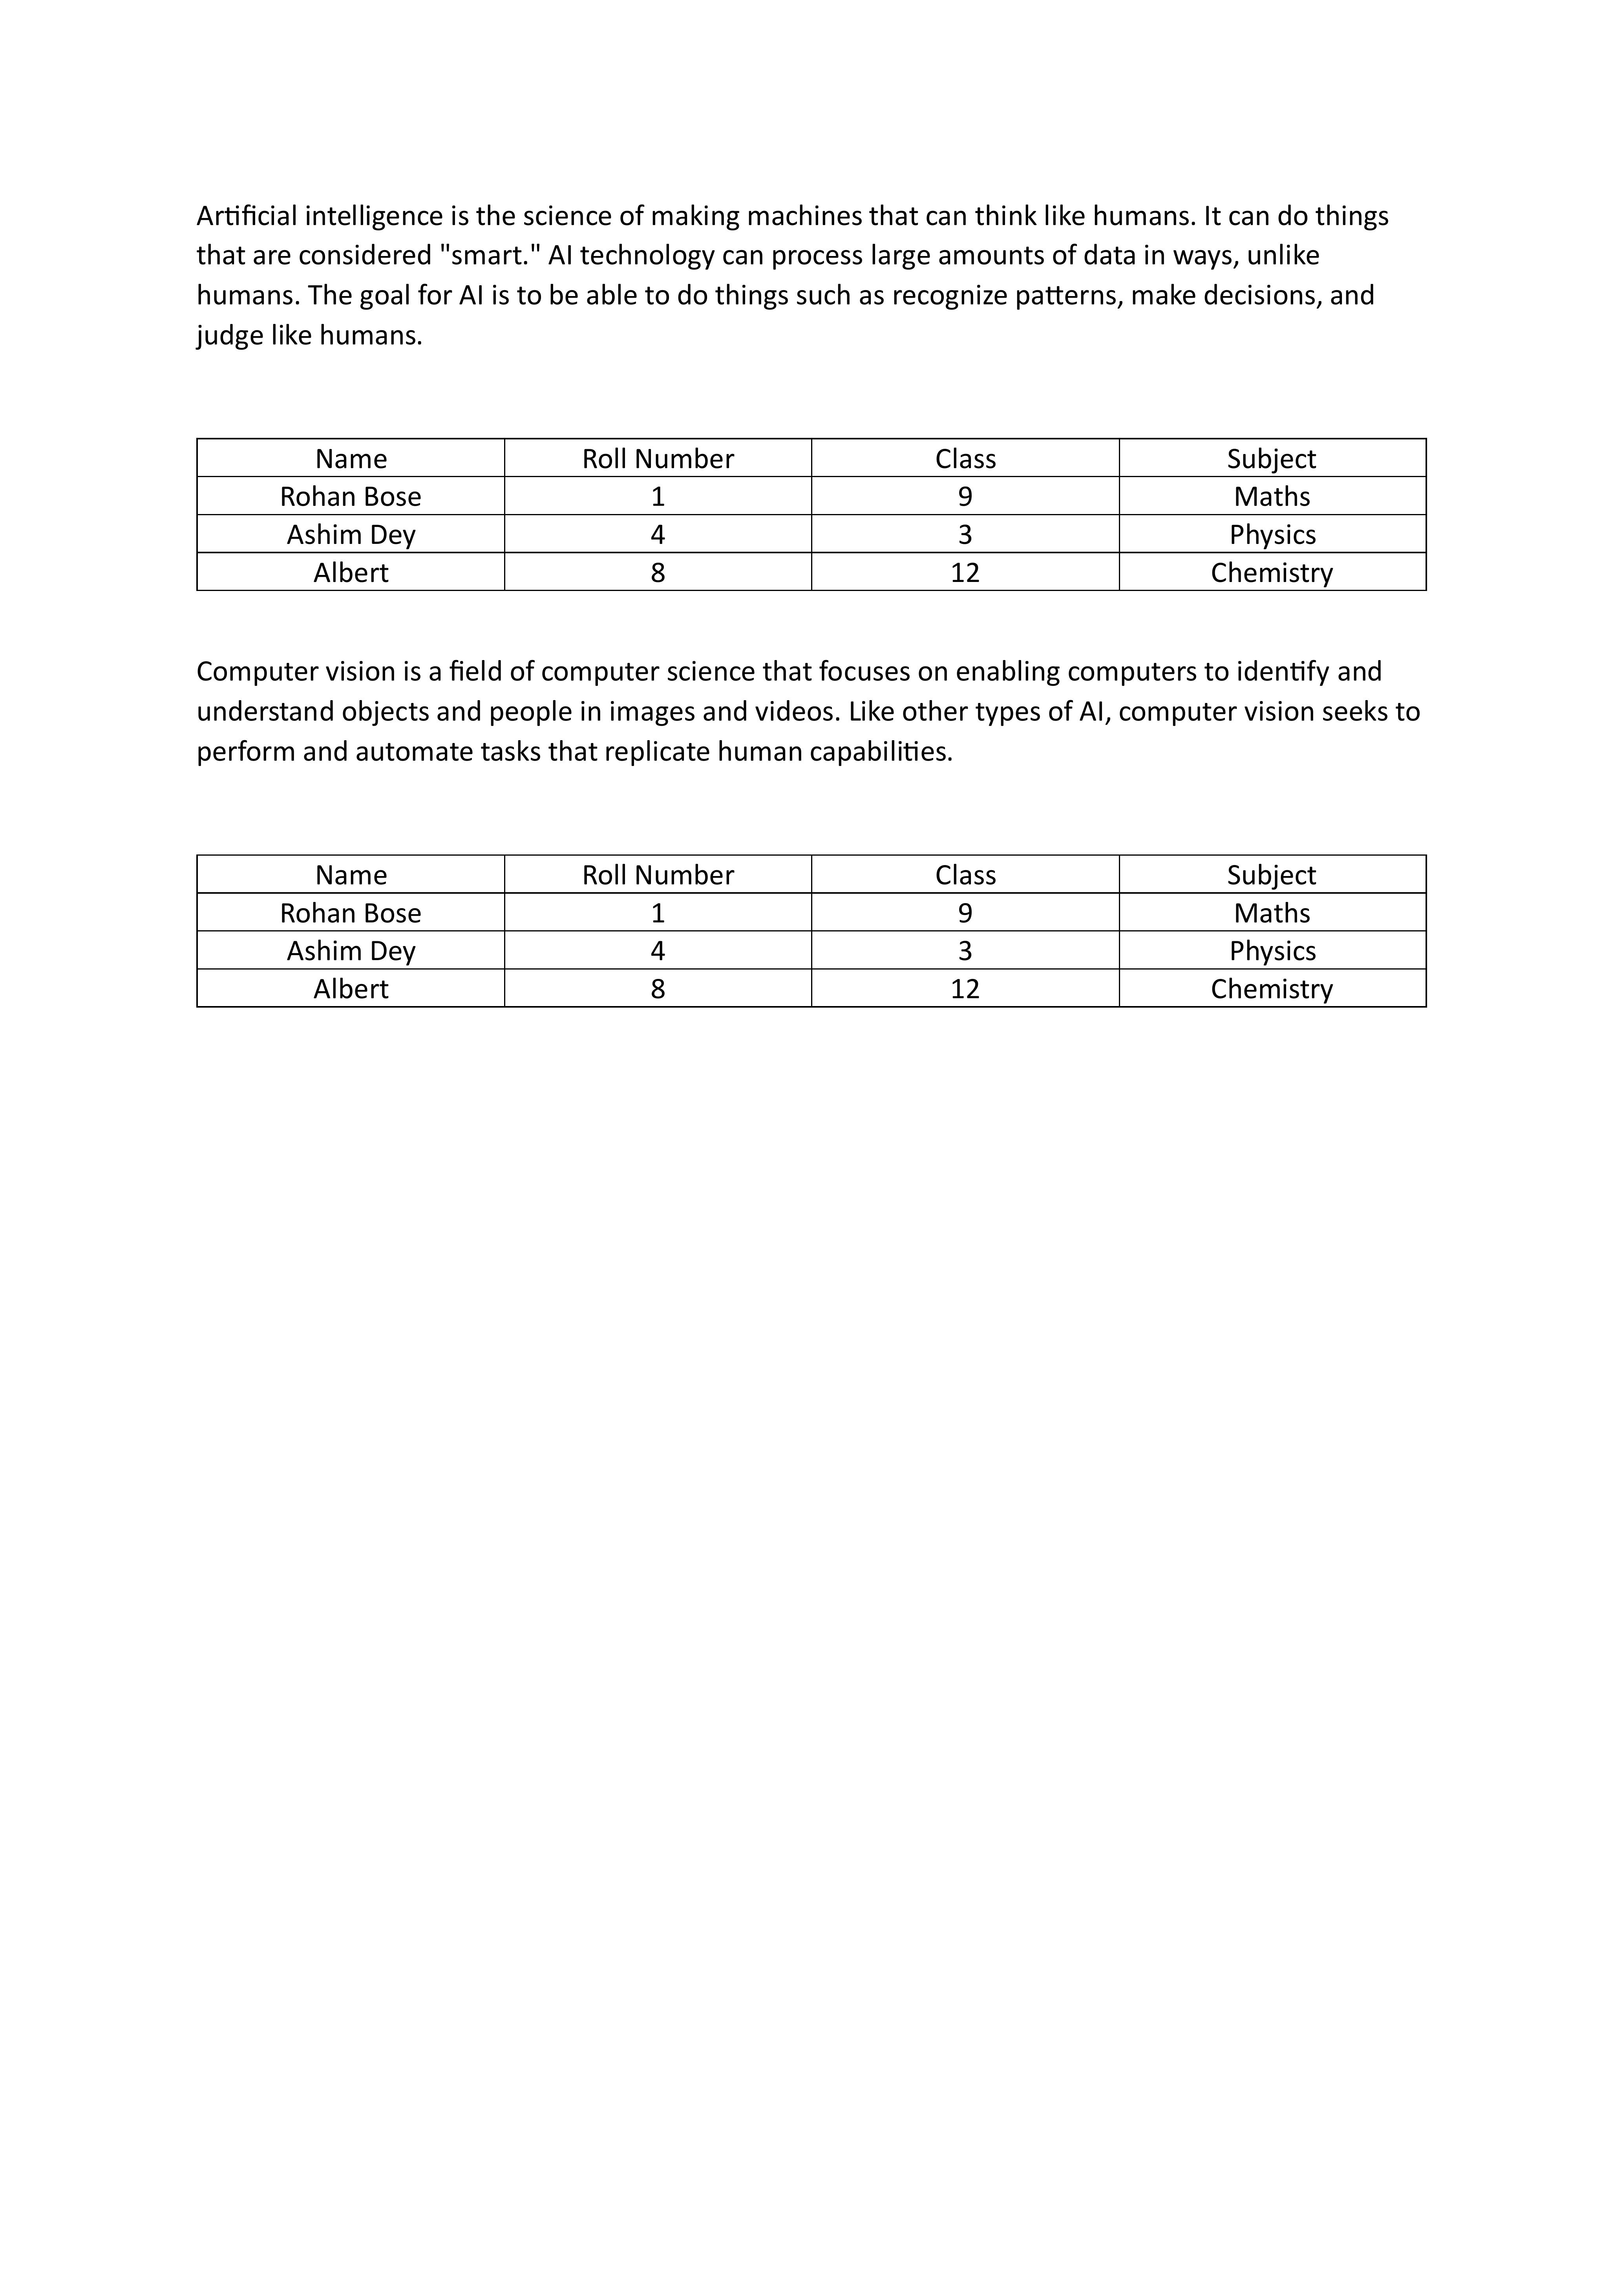 Artificial intelligence is the science of making machines that can think like humans. It can do things
that are considered "smart." AI technology can process large amounts of data in ways, unlike
humans. The goal for AI is to be able to do things such as recognize patterns, make decisions, and
judge like humans.
Name Roll Number Class Subject
Rohan Bose 1 9 Maths
Ashim Dey 4 3 Physics
Albert 8 12 Chemistry
Computer vision is a field of computer science that focuses on enabling computers to identify and
understand objects and people in images and videos. Like other types of AI, computer vision seeks to
perform and automate tasks that replicate human capabilities.
Name Roll Number Class Subject
Rohan Bose 1 9 Maths
Ashim Dey 4 3 Physics
Albert 8 12 Chemistry